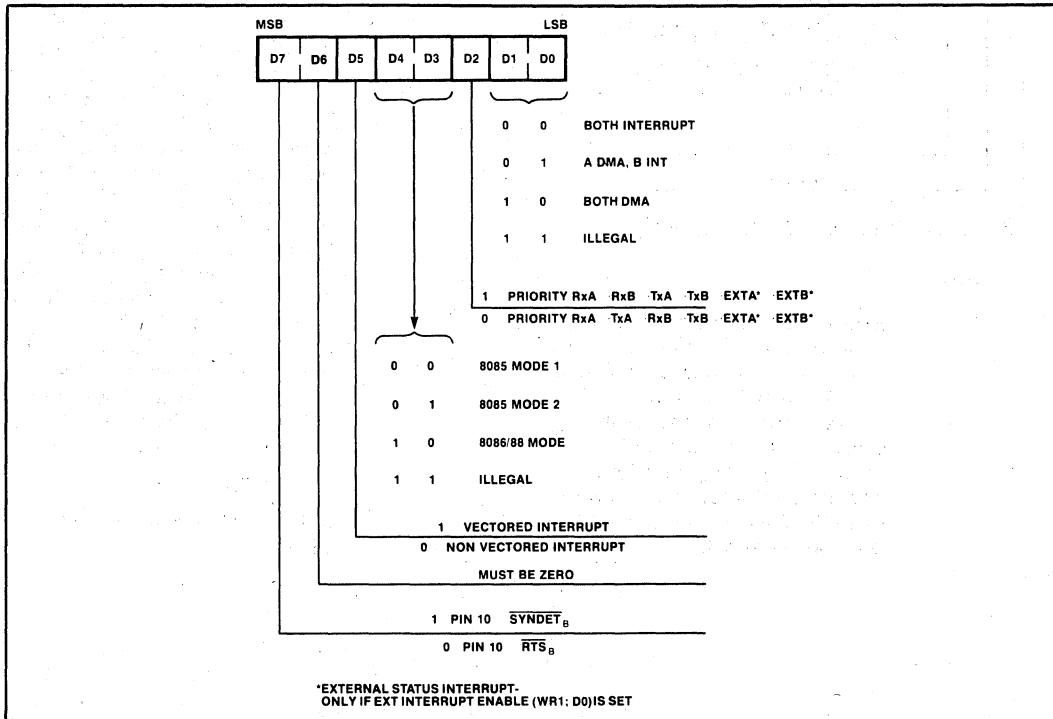 MSB LSB
D7 D6 D5 D4 D3 D2 D1 D0
0 0 BOTH INTERRUPT
0 1 A DMA, B INT
1 0 BOTH DMA
1 1 ILLEGAL
1 PRIORITY RxA RxB TxA TxB EXTA* EXTB*
0 PRIORITY RxA TxA RxB TxB EXTA* EXTB*
0 0 8085 MODE 1
0 1 8085 MODE 2
1 0 8086/88 MODE
1 1 ILLEGAL
1 VECTORED INTERRUPT
0 NON VECTORED INTERRUPT
MUST BE ZERO
1 PIN 10 SYNDET B
0 PIN 10 RTS B
*EXTERNAL STATUS INTERRUPT-
ONLY IF EXT INTERRUPT ENABLE (WR1; D0) IS SET